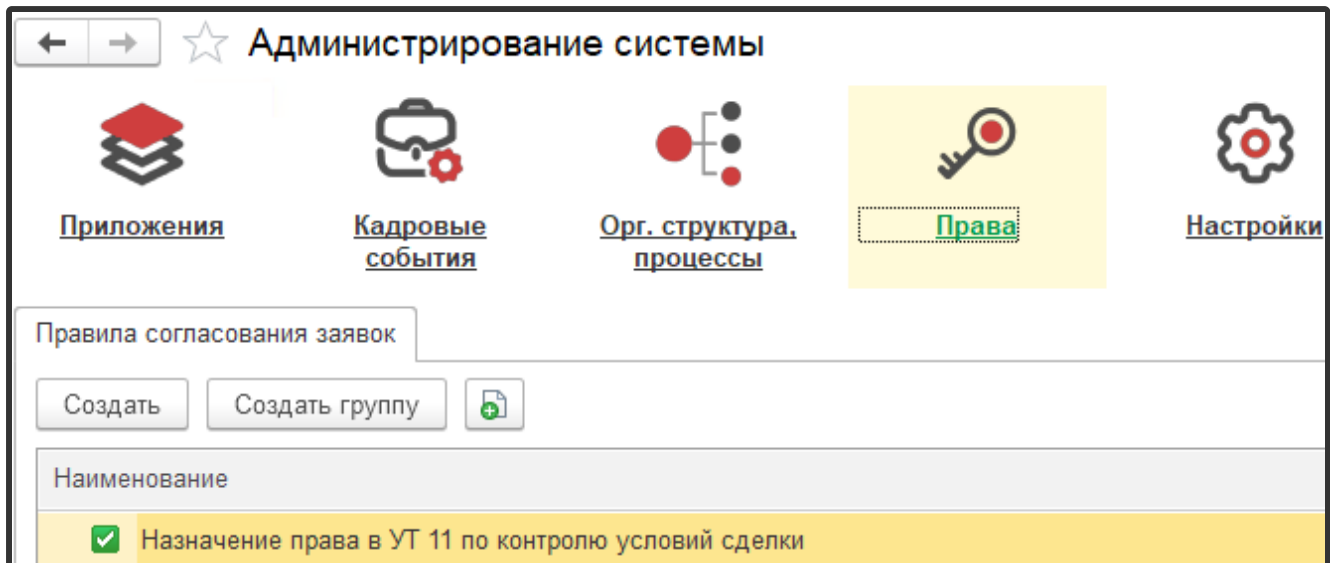 Администрирование системы
Приложения
Кадровые
события
Орг. структура,
процессы
Права
Настройки
Правила согласования заявок
Создать
Создать группу
Наименование
Назначение права в УТ 11 по контролю условий сделки